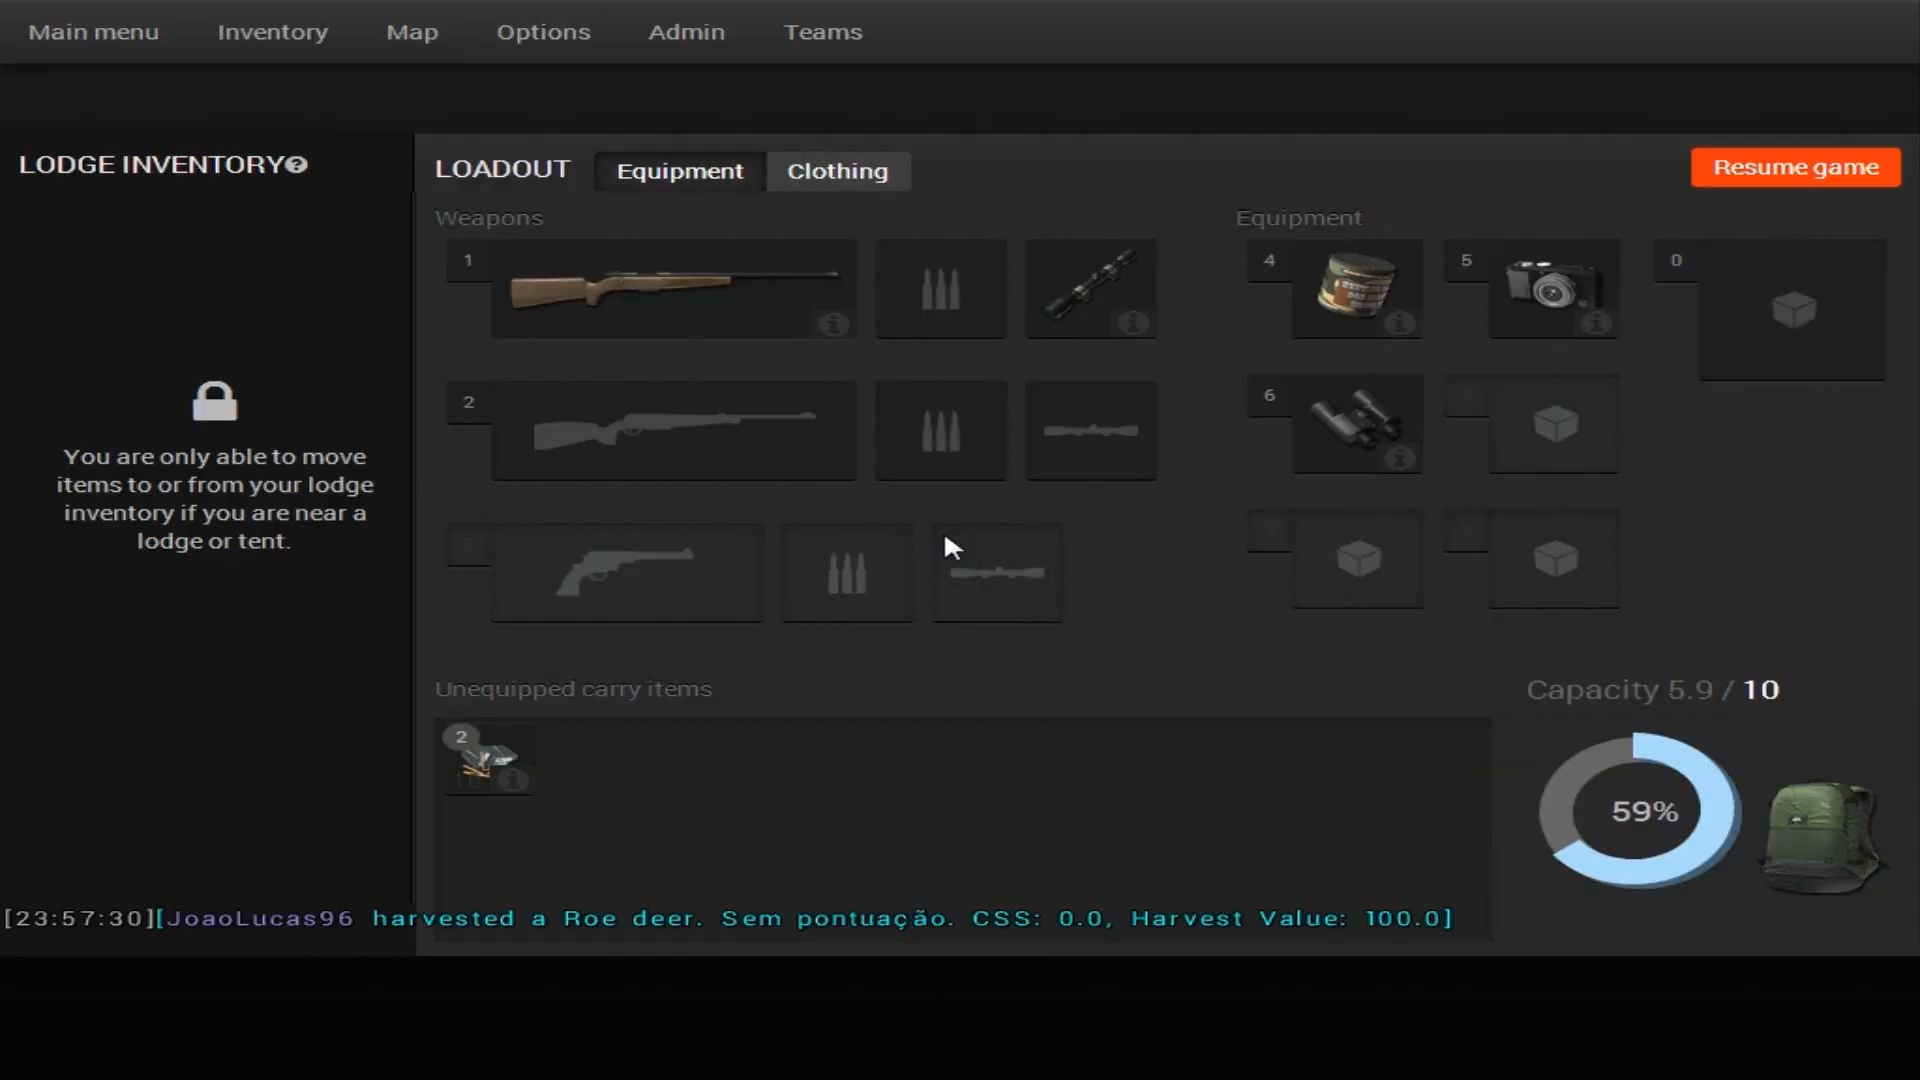 Main menu Inventory Map Options Admin Teams
LODGE INVENTORY
LOADOUT Equipment Clothing Resume game
Weapons Equipment
1 4 5 0
2 6
You are only able to move
items to or from your lodge
inventory if you are near a
lodge or tent.
Unequipped carry items
Capacity 5.9 / 10
2
59%
[23:57:30][JoaoLucas96 harvested a Roe deer. Sem pontuação. CSS: 0.0, Harvest Value: 100.0]